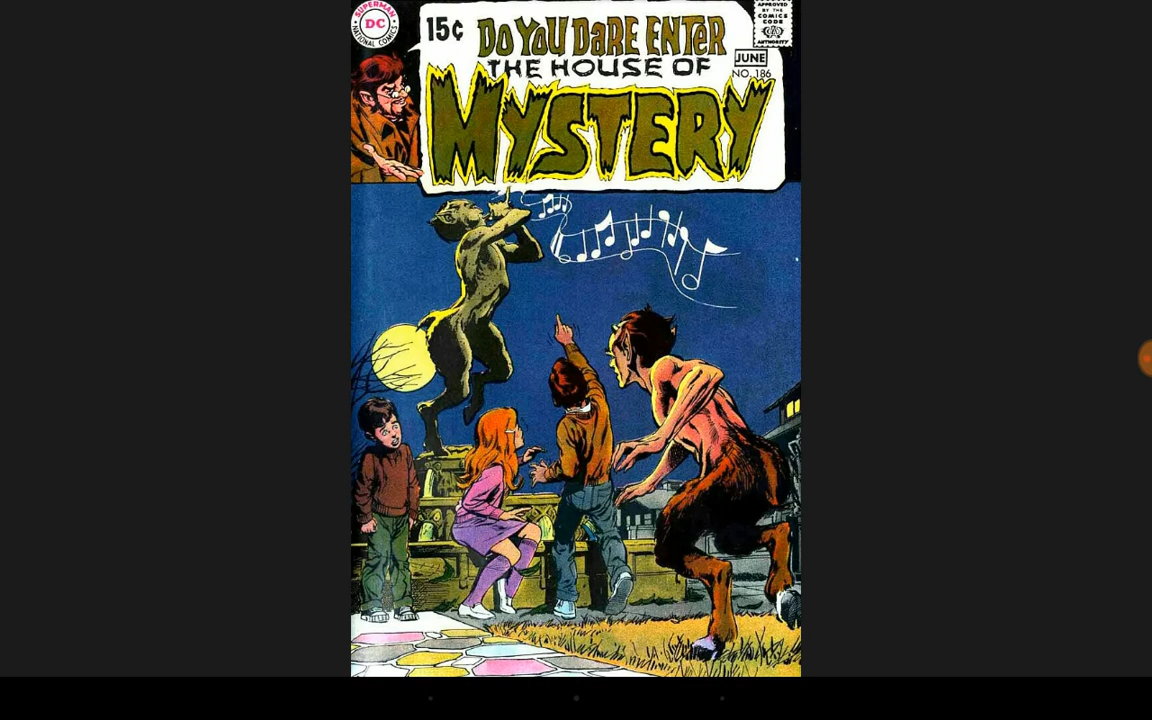 SUPERMAN
DC
NATIONAL COMICS
15¢
DO YOU DARE ENTER
THE HOUSE OF
MYSTERY
APPROVED
BY THE
COMICS
CODE
AUTHORITY
JUNE
NO. 186